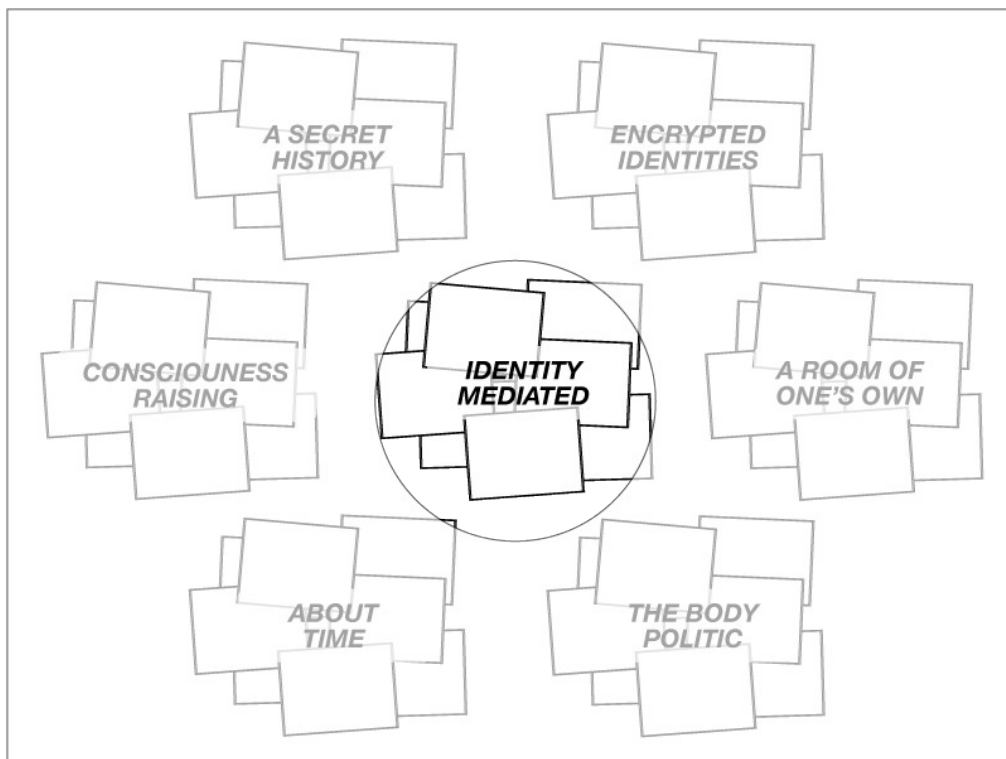 A SECRET
HISTORY
ENCRYPTED
IDENTITIES
CONSCIOUNESS
RAISING
IDENTITY
MEDIATED
A ROOM OF
ONE'S OWN
ABOUT
TIME
THE BODY
POLITIC